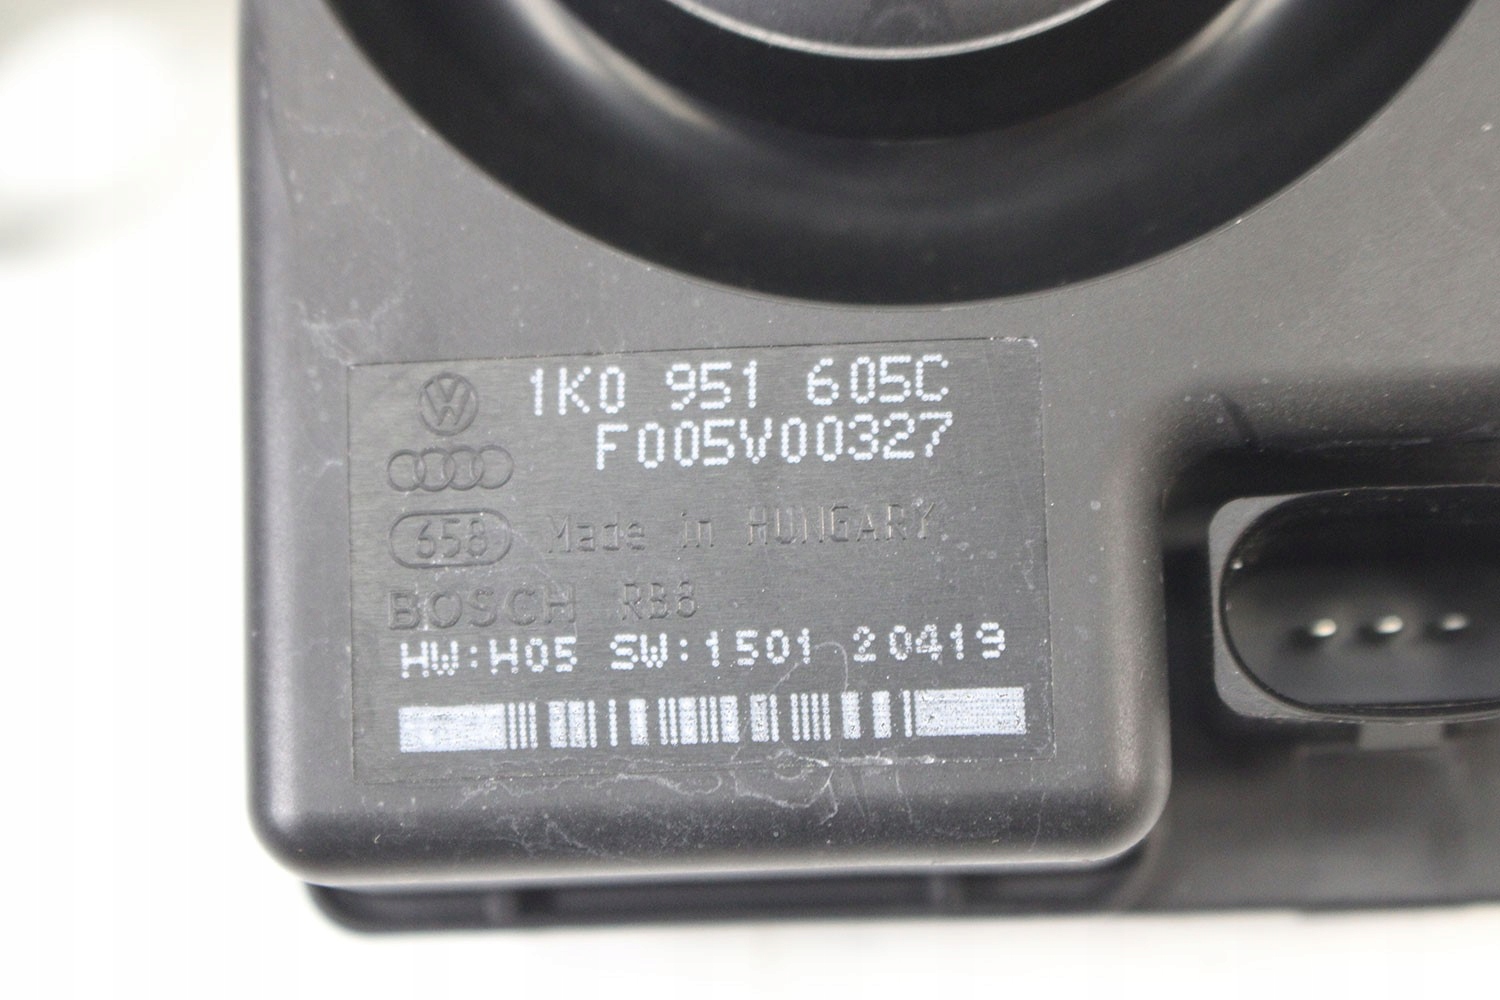 1K0 951 605C
F005V00327
658 Made in HUNGARY
BOSCH RB8
HW:H05 SW:1501 20419